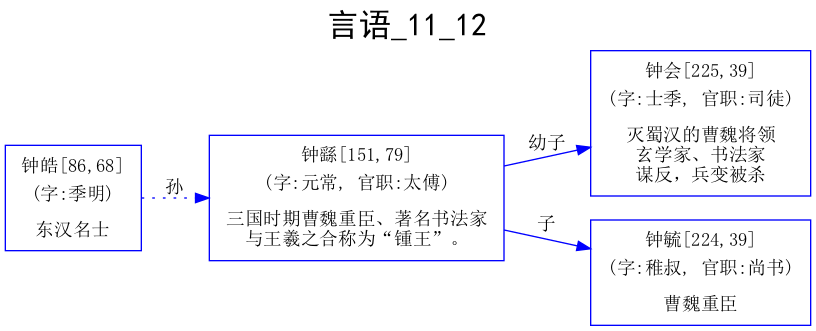 言语_11_12
钟皓[86,68]
(字:季明)
东汉名士
孙
钟繇[151,79]
(字:元常, 官职:太傅)
三国时期曹魏重臣、著名书法家
与王羲之合称为“锺王”。
幼子
子
钟会[225,39]
(字:士季, 官职:司徒)
灭蜀汉的曹魏将领
玄学家、书法家
谋反，兵变被杀
钟毓[224,39]
(字:稚叔, 官职:尚书)
曹魏重臣